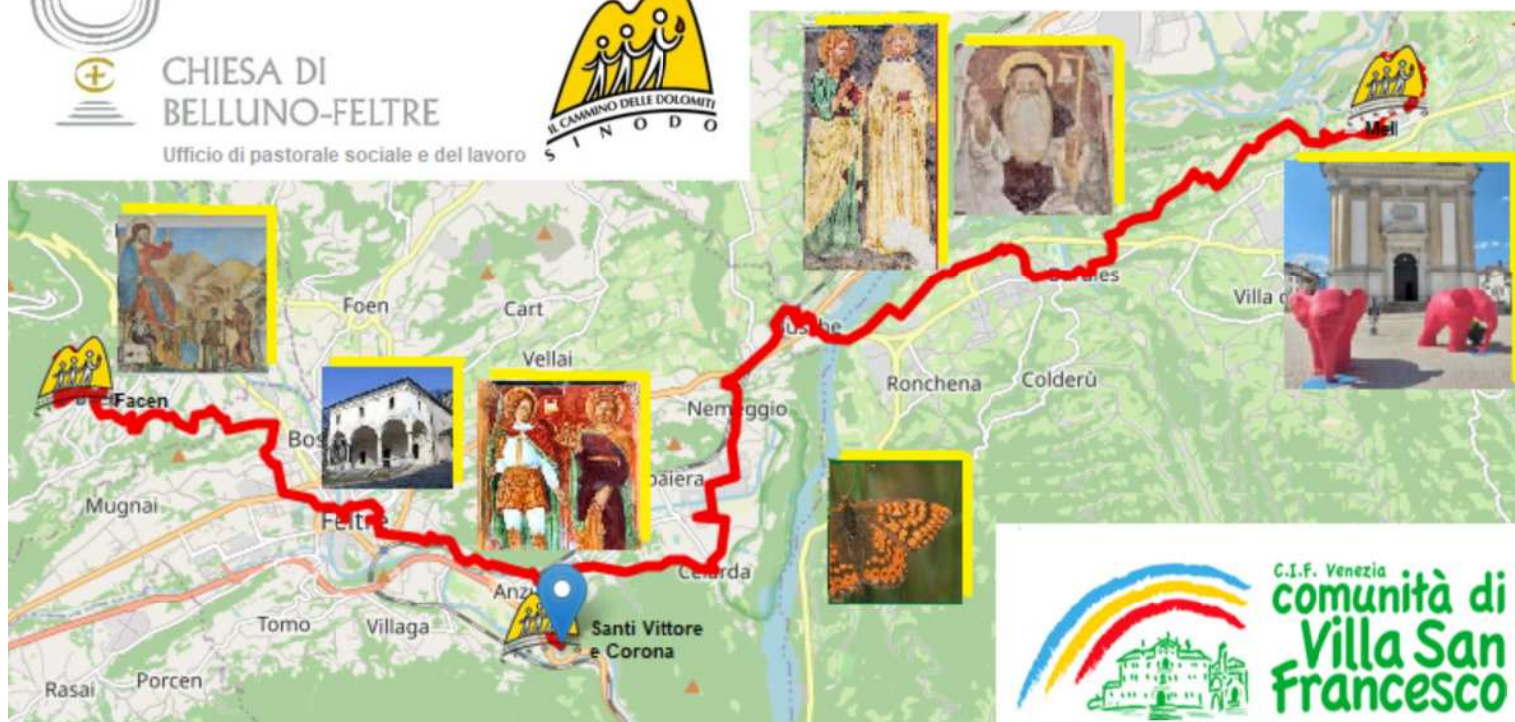 CHIESA DI
BELLUNO-FELTRE
Ufficio di pastorale sociale e del lavoro
IL CAMMINO DELLE DOLOMITI
SINODO
Mell
Foen
Cart
Vellai
Facen
Nemeggio
Ronchena
Colderù
Villa
Mugnai
Feltre
Celarda
Tomo
Villaga
Santi Vittore
e Corona
Rasai
Porcen
C.I.F. Venezia
comunità di
Villa San
Francesco